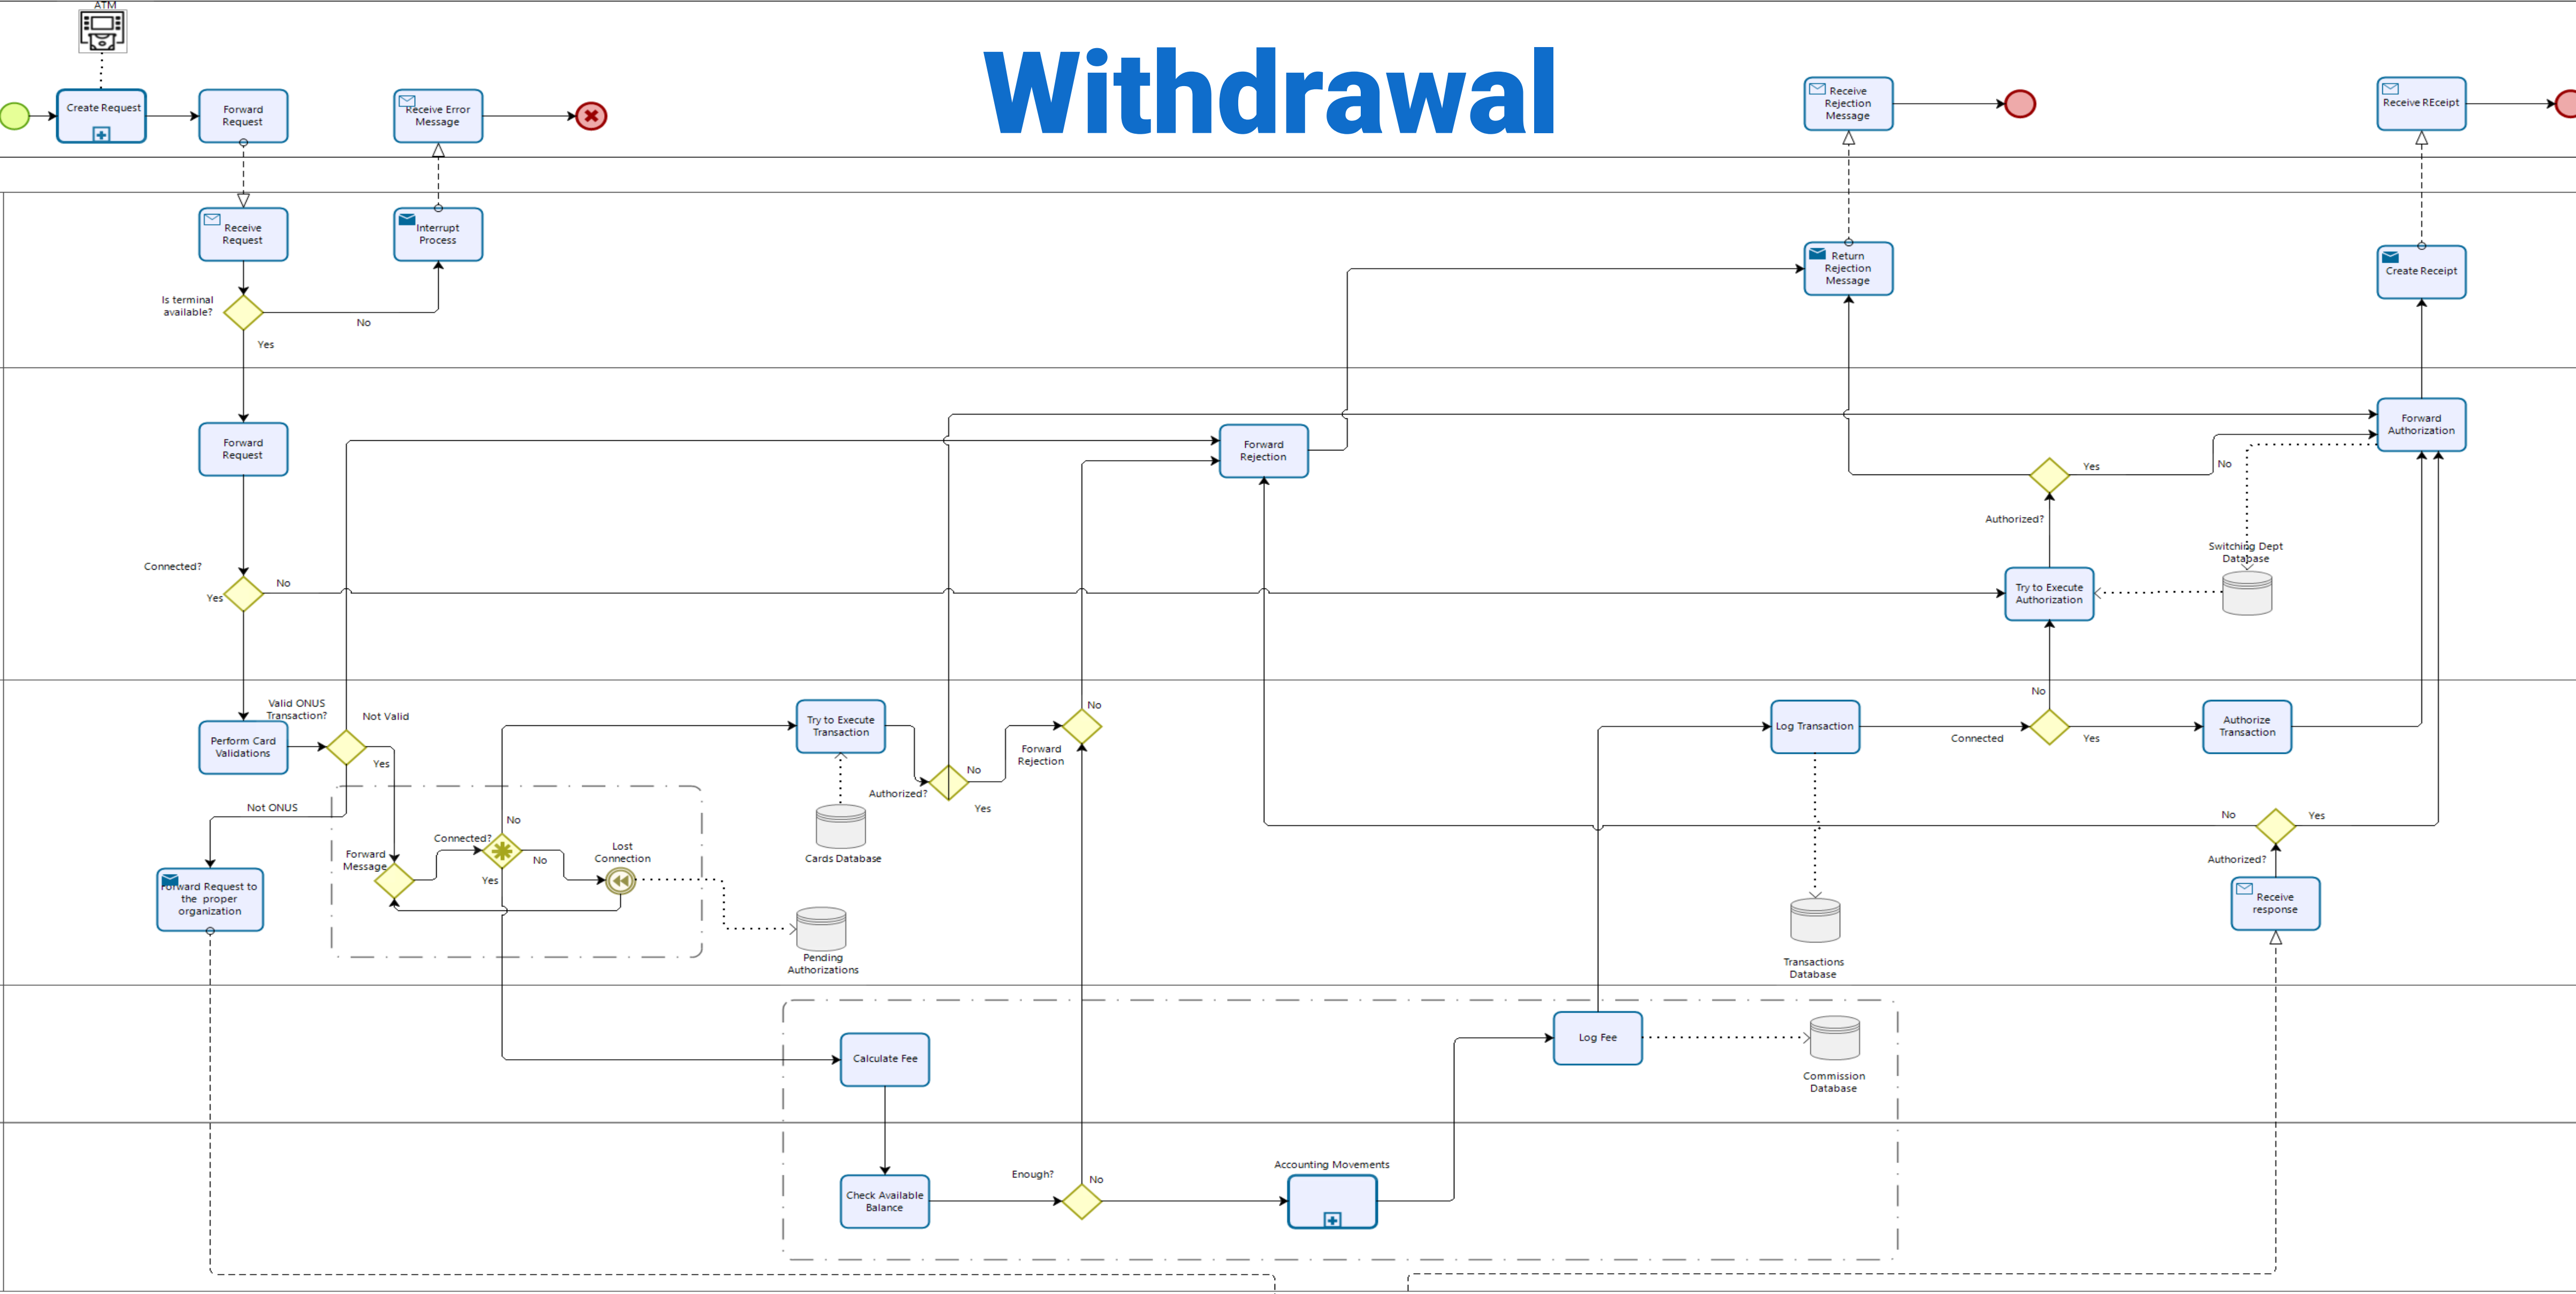 ATM
Withdrawal
Create Request
Forward
Request
Receive Error
Message
Receive
Rejection
Message
Receive REceipt
Receive
Request
Interrupt
Process
Return
Rejection
Message
Create Receipt
Is terminal
available?
No
Yes
Forward
Request
Forward
Rejection
Forward
Authorization
Yes
No
Authorized?
Switching Dept
Database
Connected?
No
Yes
Try to Execute
Authorization
Valid ONUS
Transaction?
Not Valid
Perform Card
Validations
Yes
Not ONUS
Try to Execute
Transaction
No
Forward
Rejection
No
Authorized?
Yes
Cards Database
Log Transaction
Connected
No
Yes
Authorize
Transaction
No
Connected?
No
Yes
Forward
Message
Lost
Connection
Forward Request to
the proper
organization
Pending
Authorizations
Transactions
Database
No
Yes
Authorized?
Receive
response
Calculate Fee
Log Fee
Commission
Database
Check Available
Balance
Enough?
No
Accounting Movements